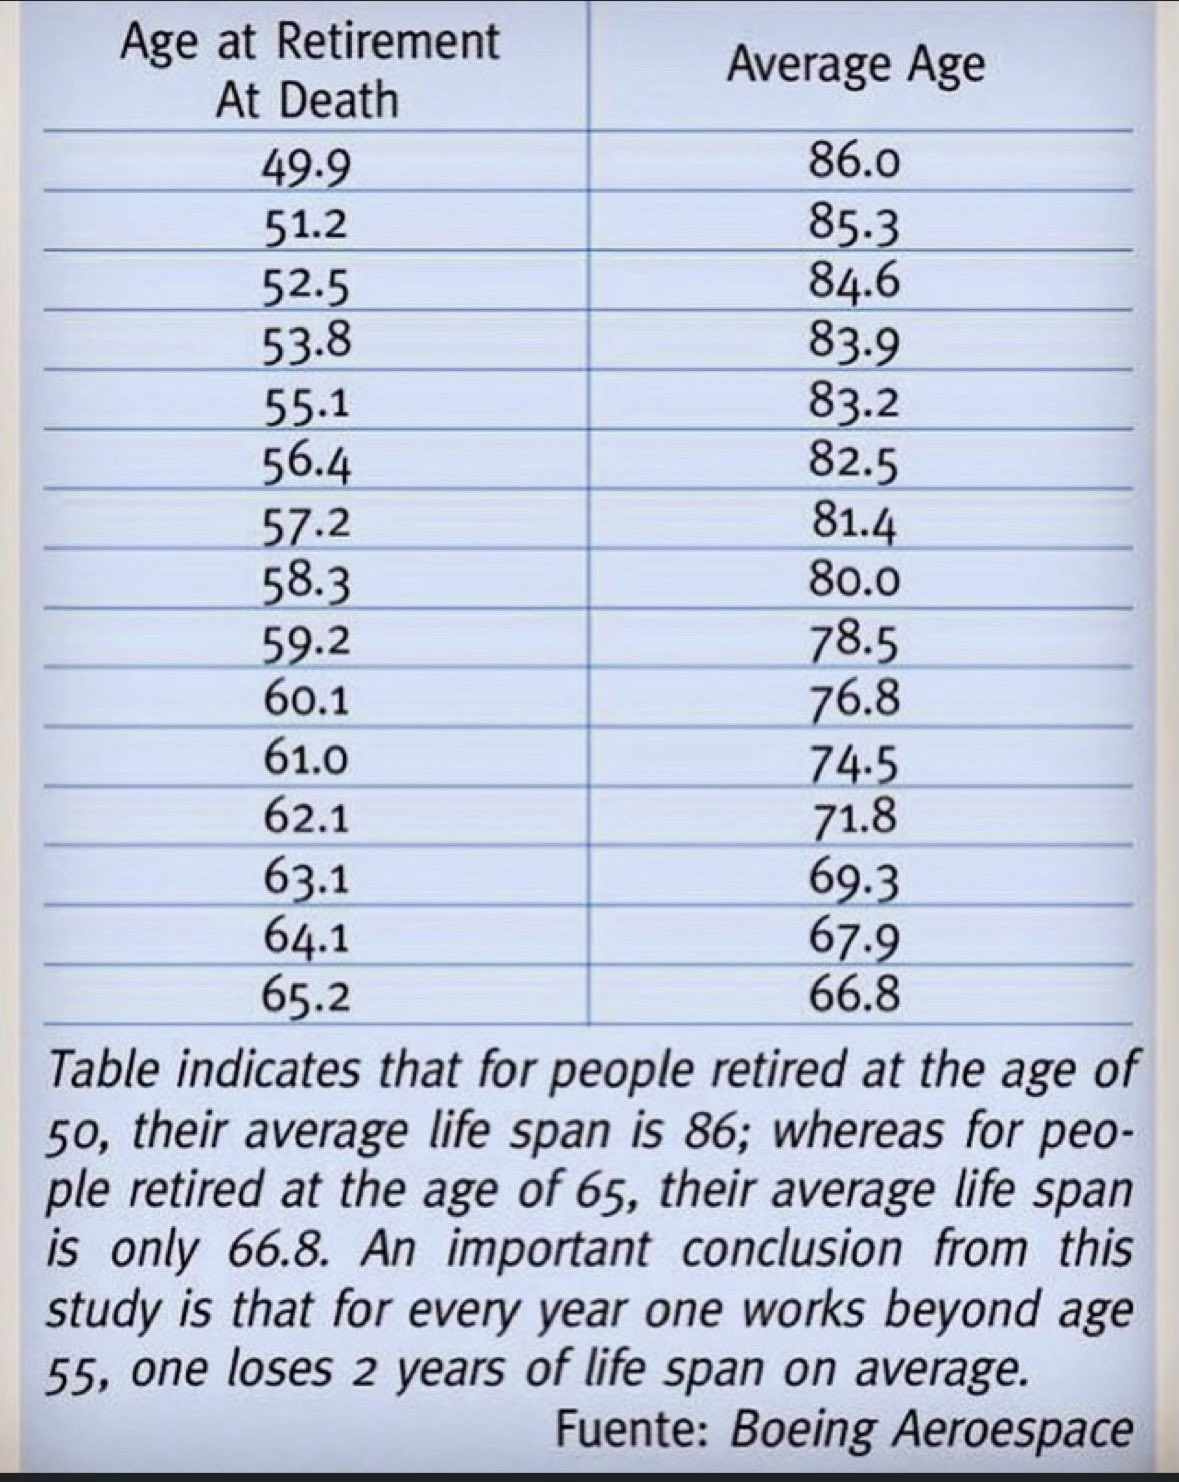 Age at Retirement
At Death
Average Age
49.9 86.0
51.2 85.3
52.5 84.6
53.8 83.9
55.1 83.2
56.4 82.5
57.2 81.4
58.3 80.0
59.2 78.5
60.1 76.8
61.0 74.5
62.1 71.8
63.1 69.3
64.1 67.9
65.2 66.8
Table indicates that for people retired at the age of
50, their average life span is 86; whereas for peo-
ple retired at the age of 65, their average life span
is only 66.8. An important conclusion from this
study is that for every year one works beyond age
55, one loses 2 years of life span on average.
Fuente: Boeing Aeroespace